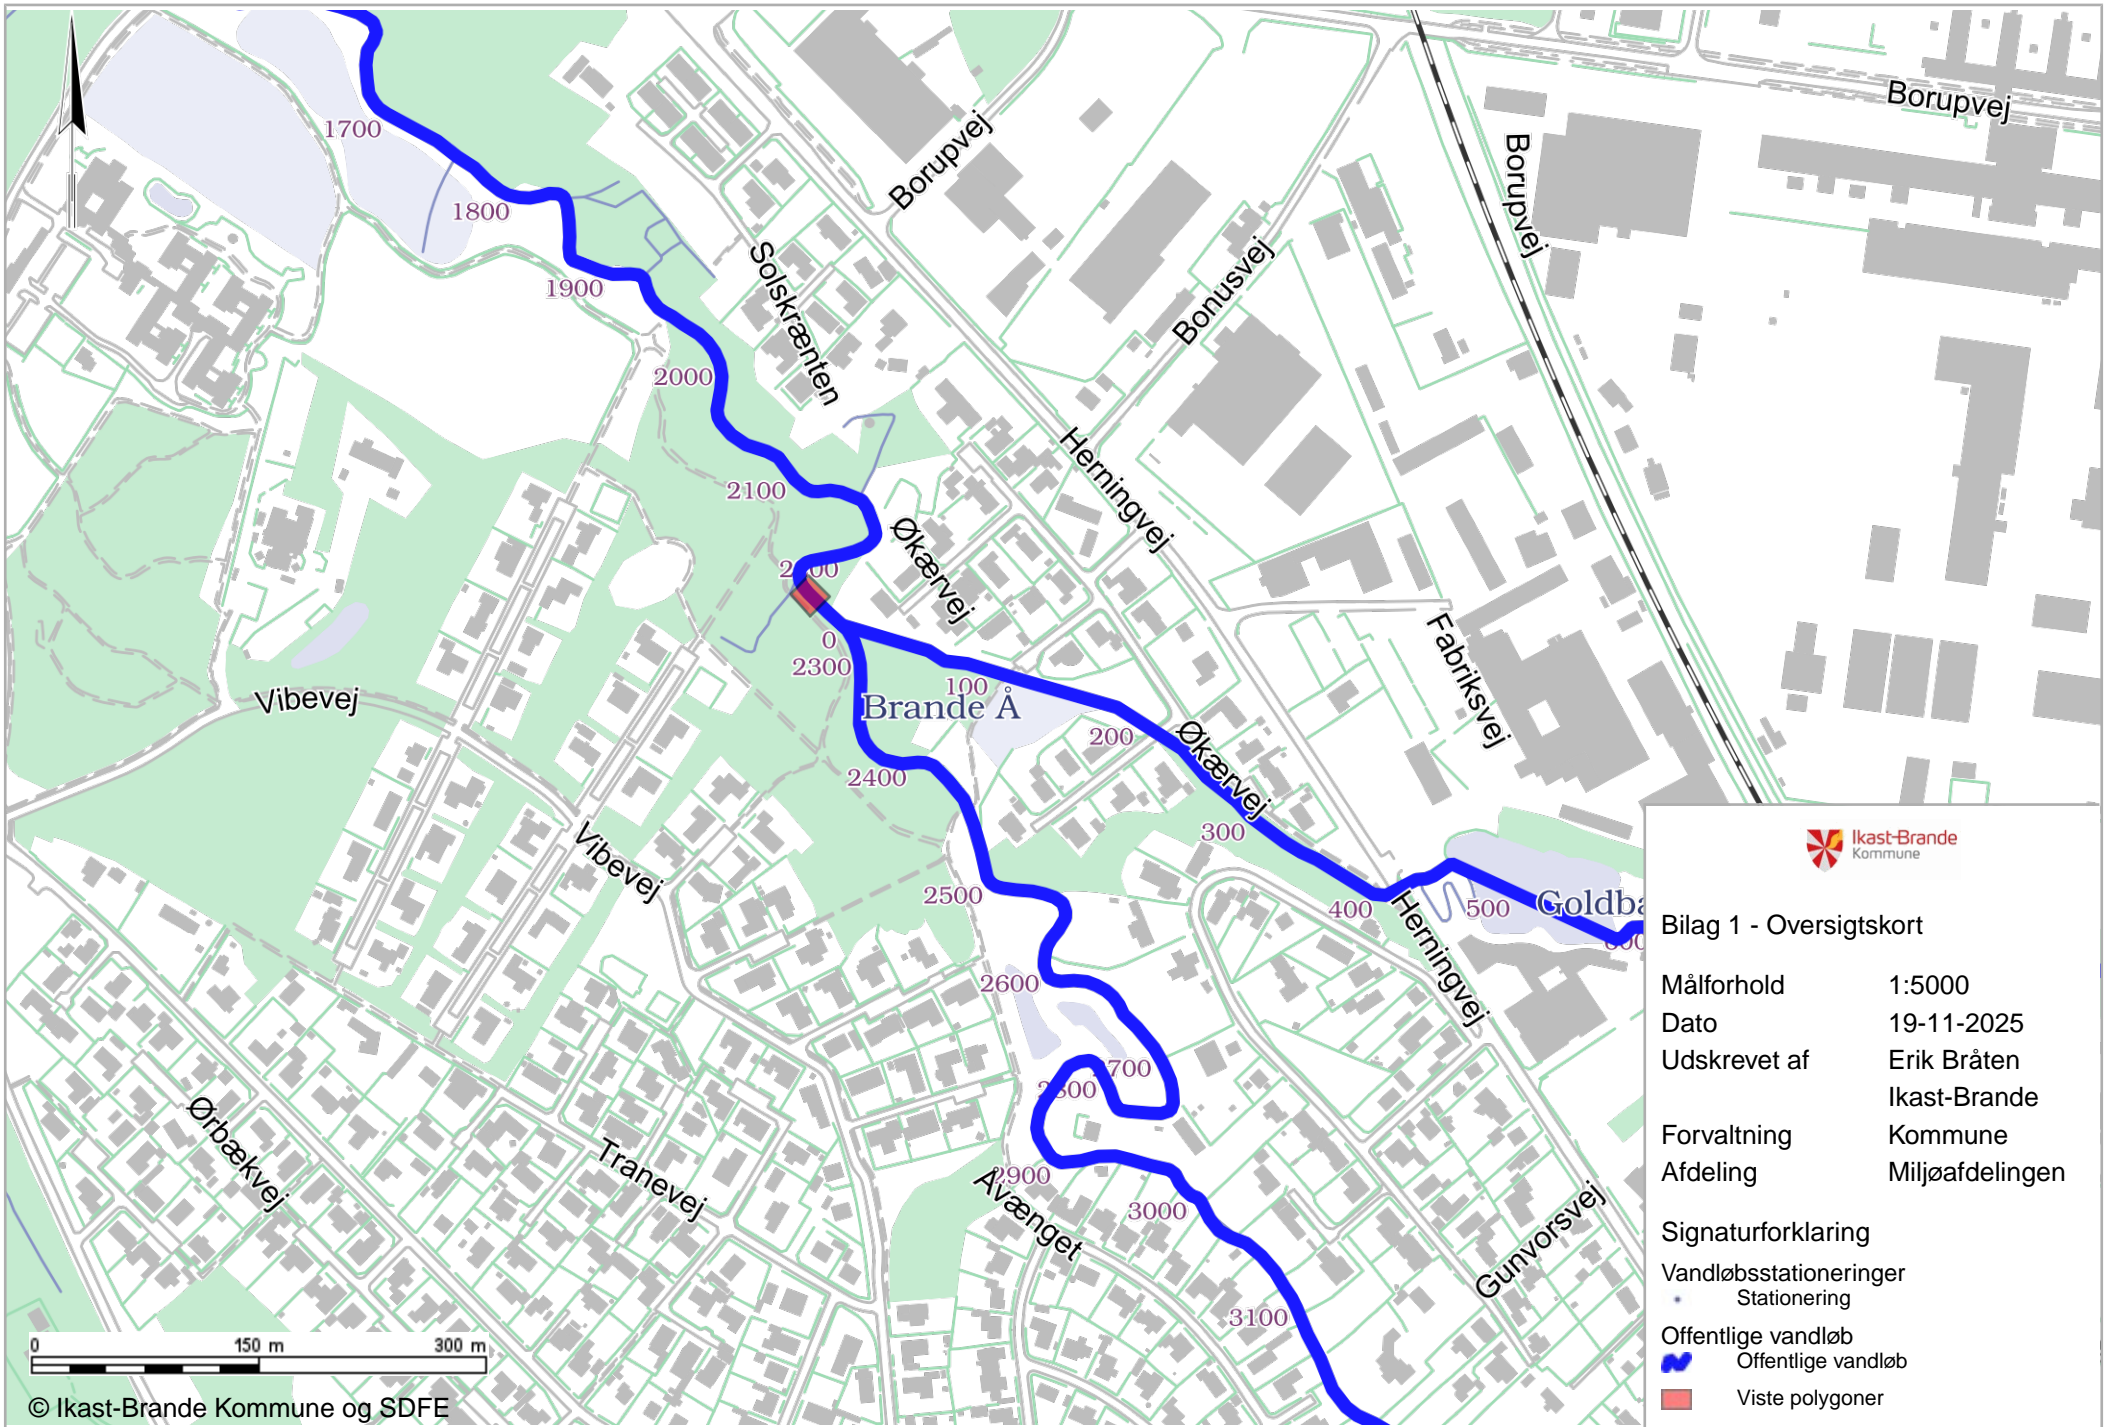 Borupvej
Borupvej
Borupvej
1700
1800
Solskrænten
Bonusvej
1900
2000
Herningvej
2100
Økærvej
0
2300
Fabriksvej
100
Vibevej
Brande Å
200
Økærvej
2400
300
Vibevej
2500
400
500
Herningvej
2600
2900
Ørbækvej
Tranevej
Åvænget
3000
Gunvorsvej
3100
Ikast-Brande
Kommune
Bilag 1 - Oversigtskort
Målforhold 1:5000
Dato 19-11-2025
Udskrevet af Erik Bråten
Ikast-Brande
Forvaltning Kommune
Afdeling Miljøafdelingen
Signaturforklaring
Vandløbsstationeringer
Stationering
Offentlige vandløb
Offentlige vandløb
Viste polygoner
0 150 m 300 m
© Ikast-Brande Kommune og SDFE